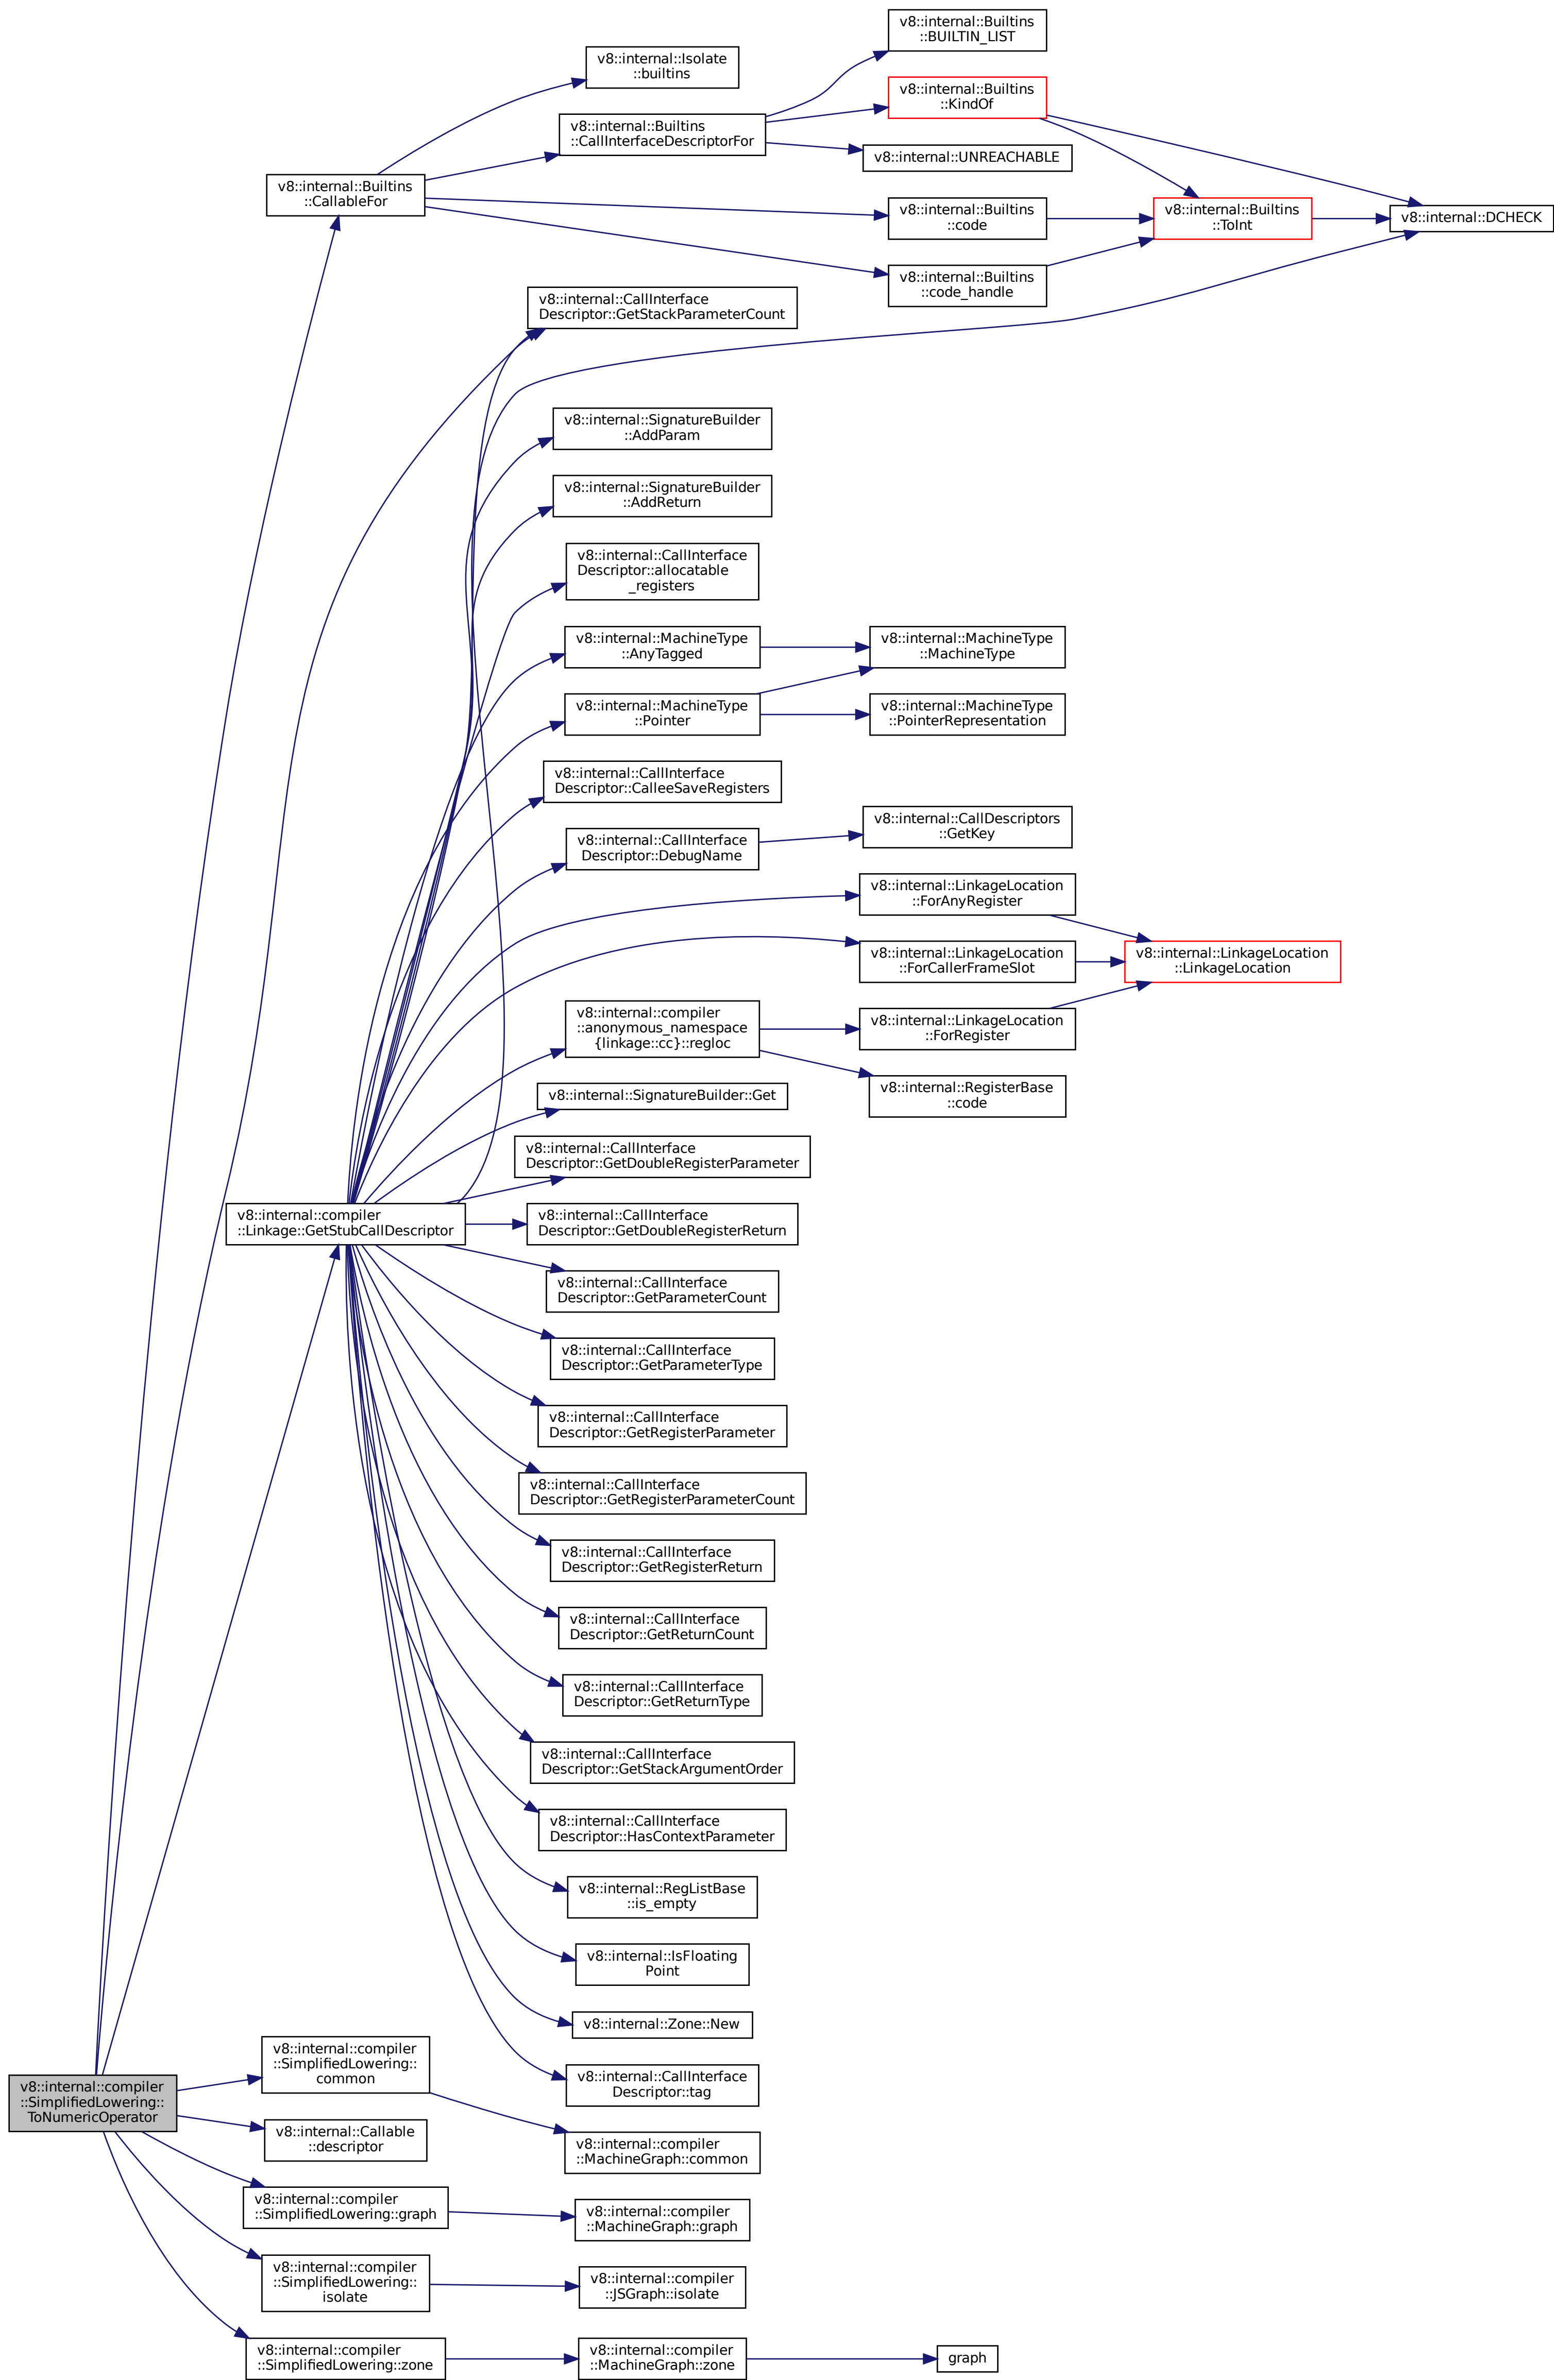 v8::internal::Builtins
::BUILTIN_LIST
v8::internal::Isolate
::builtins
v8::internal::Builtins
::KindOf
v8::internal::Builtins
::CallInterfaceDescriptorFor
v8::internal::UNREACHABLE
v8::internal::Builtins
::CallableFor
v8::internal::Builtins
::code
v8::internal::Builtins
::ToInt
v8::internal::DCHECK
v8::internal::Builtins
::code_handle
v8::internal::CallInterface
Descriptor::GetStackParameterCount
v8::internal::SignatureBuilder
::AddParam
v8::internal::SignatureBuilder
::AddReturn
v8::internal::CallInterface
Descriptor::allocatable
_registers
v8::internal::MachineType
::AnyTagged
v8::internal::MachineType
::MachineType
v8::internal::MachineType
::Pointer
v8::internal::MachineType
::PointerRepresentation
v8::internal::CallInterface
Descriptor::CalleeSaveRegisters
v8::internal::CallInterface
Descriptor::DebugName
v8::internal::CallDescriptors
::GetKey
v8::internal::LinkageLocation
::ForAnyRegister
v8::internal::LinkageLocation
::ForCallerFrameSlot
v8::internal::LinkageLocation
::LinkageLocation
v8::internal::compiler
::anonymous_namespace
{linkage::cc}::regloc
v8::internal::LinkageLocation
::ForRegister
v8::internal::RegisterBase
::code
v8::internal::SignatureBuilder::Get
v8::internal::CallInterface
Descriptor::GetDoubleRegisterParameter
v8::internal::compiler
::Linkage::GetStubCallDescriptor
v8::internal::CallInterface
Descriptor::GetDoubleRegisterReturn
v8::internal::CallInterface
Descriptor::GetParameterCount
v8::internal::CallInterface
Descriptor::GetParameterType
v8::internal::CallInterface
Descriptor::GetRegisterParameter
v8::internal::CallInterface
Descriptor::GetRegisterParameterCount
v8::internal::CallInterface
Descriptor::GetRegisterReturn
v8::internal::CallInterface
Descriptor::GetReturnCount
v8::internal::CallInterface
Descriptor::GetReturnType
v8::internal::CallInterface
Descriptor::GetStackArgumentOrder
v8::internal::CallInterface
Descriptor::HasContextParameter
v8::internal::RegListBase
::is_empty
v8::internal::IsFloating
Point
v8::internal::Zone::New
v8::internal::CallInterface
Descriptor::tag
v8::internal::compiler
::SimplifiedLowering::
common
v8::internal::compiler
::SimplifiedLowering::
ToNumericOperator
v8::internal::Callable
::descriptor
v8::internal::compiler
::MachineGraph::common
v8::internal::compiler
::SimplifiedLowering::graph
v8::internal::compiler
::MachineGraph::graph
v8::internal::compiler
::SimplifiedLowering::
isolate
v8::internal::compiler
::JSGraph::isolate
v8::internal::compiler
::SimplifiedLowering::zone
v8::internal::compiler
::MachineGraph::zone
graph